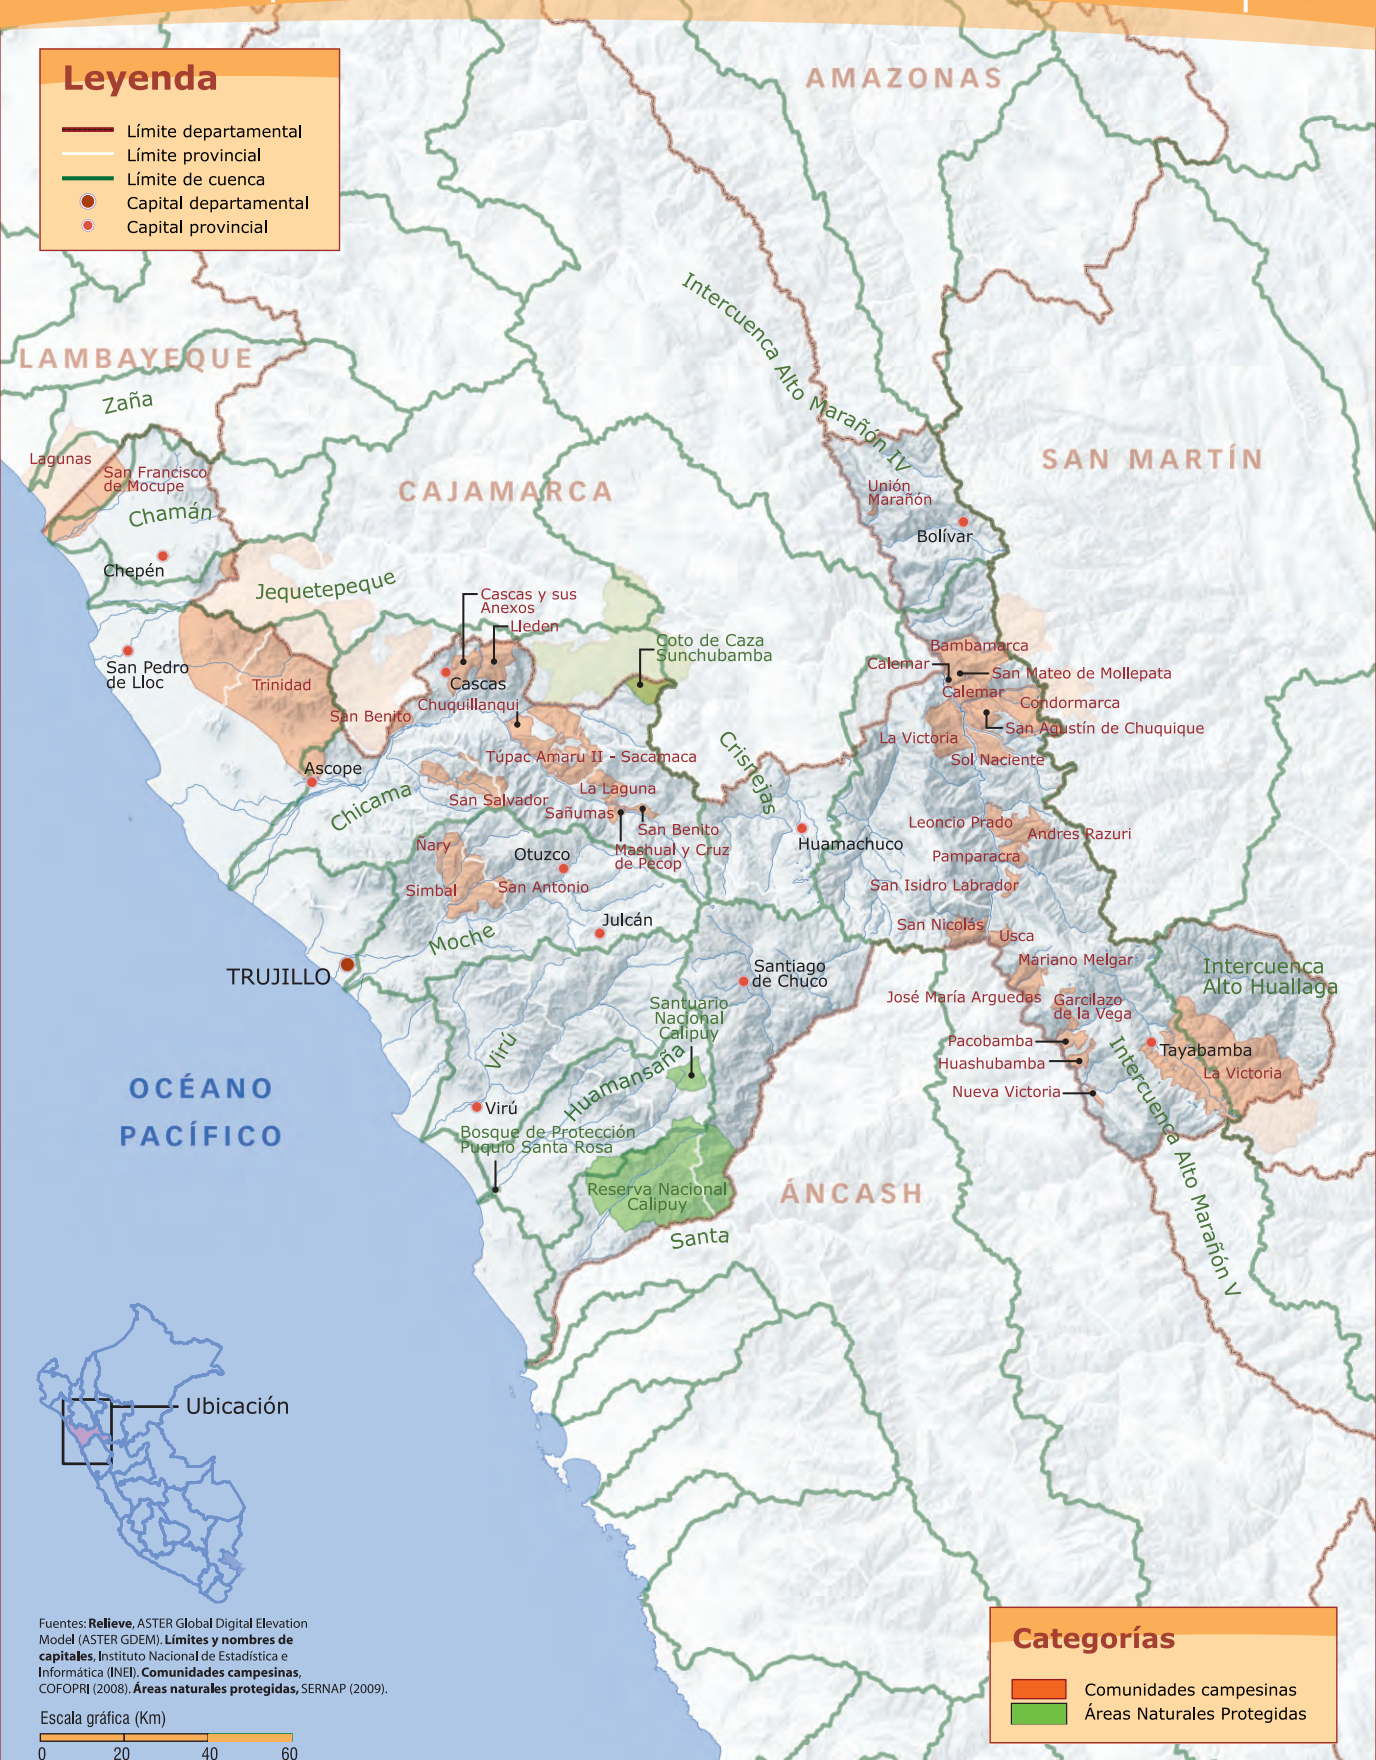 Leyenda
Límite departamental
Límite provincial
Límite de cuenca
Capital departamental
Capital provincial
AMAZONAS
LAMBAYEQUE
Zaña
Intercuenca Alto Marañón IV
Lagunas
San Francisco
de Mocupe
Chamán
Chepén
CAJAMARCA
SAN MARTÍN
Unión
Marañón
Bolívar
Jequetepeque
Cascas y sus
Anexos
Lleden
Coto de Caza
Sunchubamba
San Pedro
de Lloc
Trinidad
San Benito
Cascas
Chuquillanqui
Bambamarca
Calemar
San Mateo de Mollepata
Calemar
Condormarca
San Agustín de Chuquique
La Victoria
Sol Naciente
Crisnejas
Ascope
Chicama
Túpac Amaru II - Sacamaca
La Laguna
San Salvador
Sañumas
San Benito
Mashual y Cruz
de Pecop
Huamachuco
Leoncio Prado
Andres Razuri
Pamparacra
San Isidro Labrador
Ñary
Otuzco
Simbal
San Antonio
Julcán
Moche
San Nicolás
Usca
Mariano Melgar
TRUJILLO
Santiago
de Chuco
Intercuenca
Alto Huallaga
José María Arguedas
Garcilazo
de la Vega
Santuario
Nacional
Calipuy
Pacobamba
Huashubamba
Nueva Victoria
Tayabamba
La Victoria
Virú
Huamansaña
Virú
Bosque de Protección
Puquio Santa Rosa
Intercuenca Alto Marañón V
OCÉANO
PACÍFICO
Reserva Nacional
Calipuy
Santa
ÁNCASH
Ubicación
Fuentes: Relieve, ASTER Global Digital Elevation
Model (ASTER GDEM). Límites y nombres de
capitales, Instituto Nacional de Estadística e
Informática (INEI). Comunidades campesinas,
COFOPRI (2008). Áreas naturales protegidas, SERNAP (2009).
Escala gráfica (Km)
0 20 40 60
Categorías
Comunidades campesinas
Áreas Naturales Protegidas